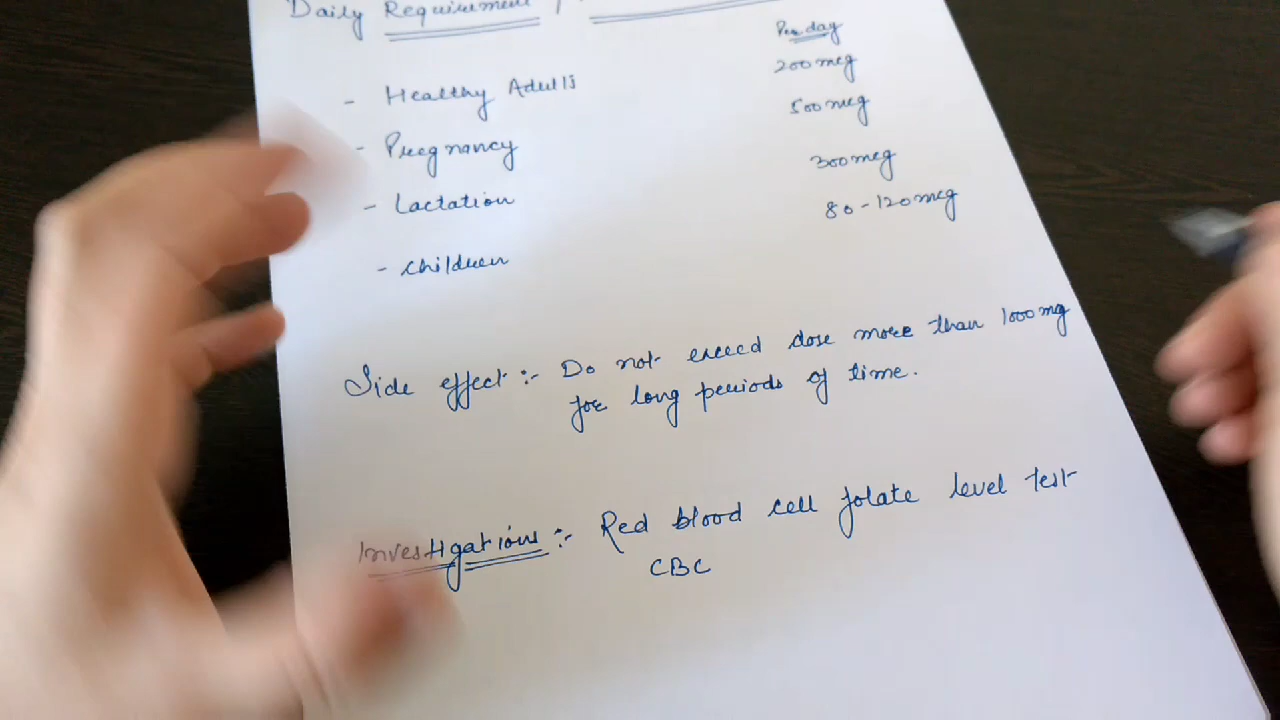 Daily Requirement /
Per day
- Healthy Adults 200 mcg
- Pregnancy 500 mcg
- Lactation 300 mcg
- Children 80-120 mcg
Side effect :- Do not exceed dose more than 1000 mg
for long periods of time.
Investigations :- Red blood cell folate level test
CBC